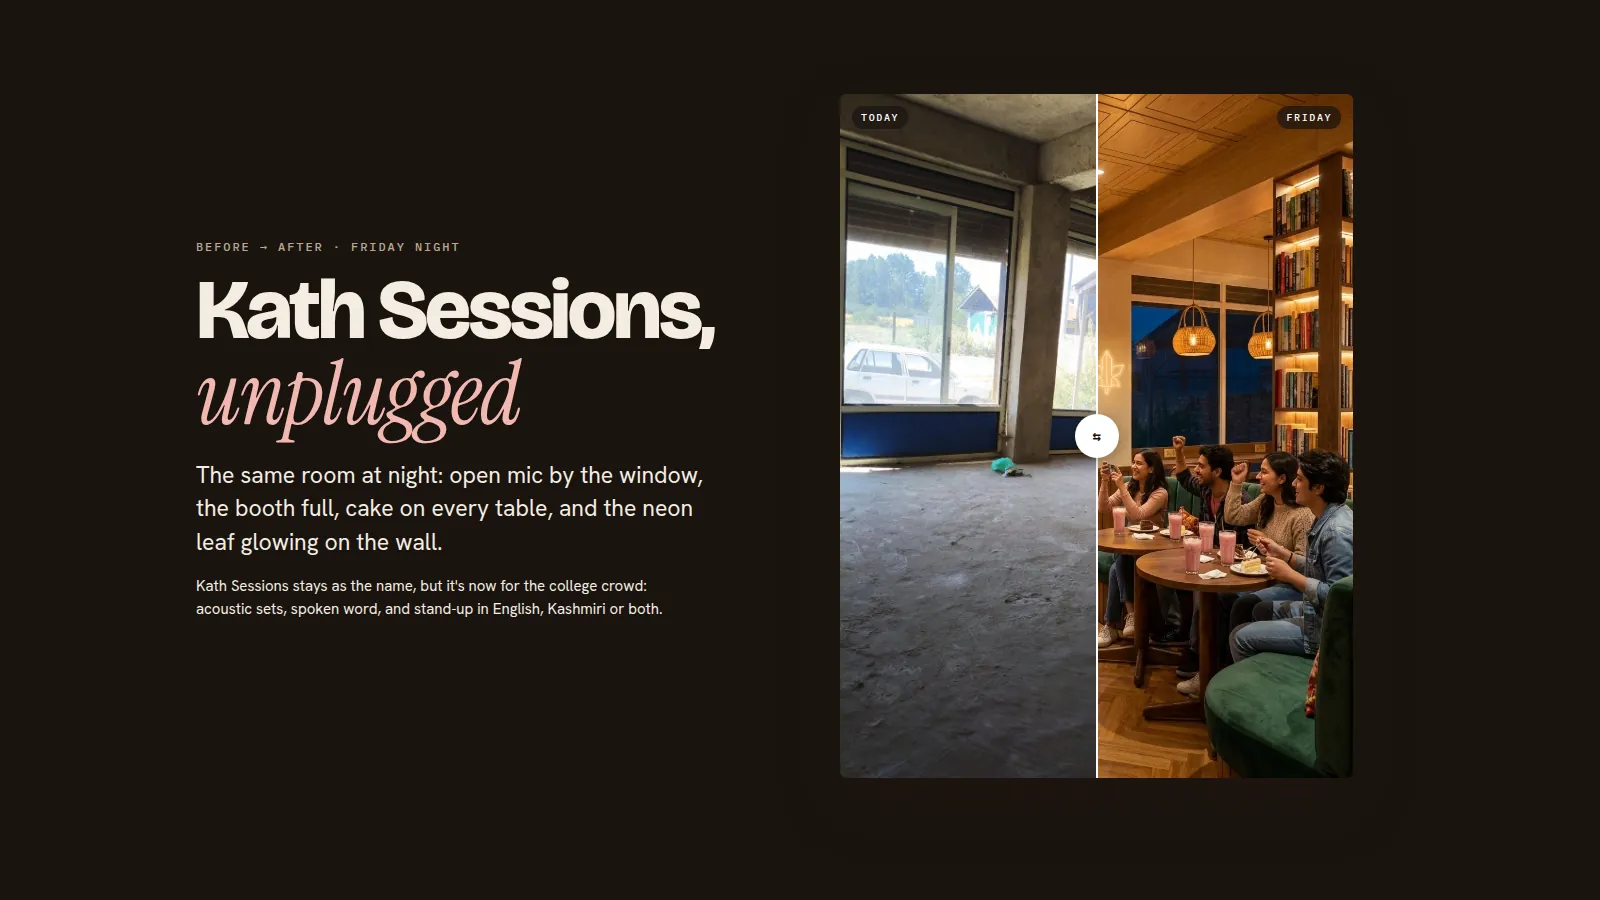 BEFORE → AFTER · FRIDAY NIGHT
Kath Sessions,
unplugged
The same room at night: open mic by the window,
the booth full, cake on every table, and the neon
leaf glowing on the wall.
Kath Sessions stays as the name, but it's now for the college crowd:
acoustic sets, spoken word, and stand-up in English, Kashmiri or both.
TODAY
FRIDAY